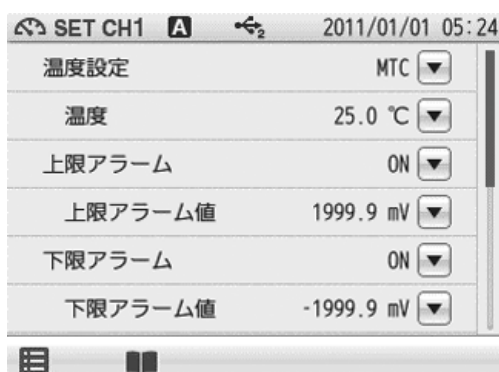 SET CH1 A 2 2011/01/01 05:24
温度設定 MTC
温度 25.0 ℃
上限アラーム ON
上限アラーム値 1999.9 mV
下限アラーム ON
下限アラーム値 -1999.9 mV